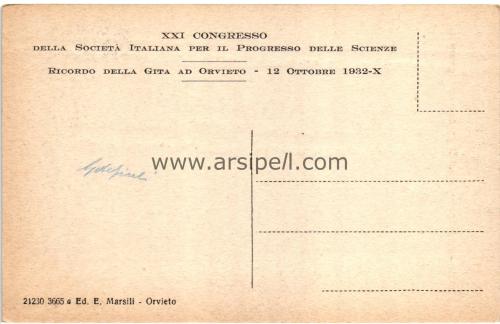 XXI CONGRESSO
DELLA SOCIETÀ ITALIANA PER IL PROGRESSO DELLE SCIENZE
RICORDO DELLA GITA AD ORVIETO - 12 OTTOBRE 1932-X
www.arsipell.com
21230 3665 a Ed. E. Marsili - Orvieto